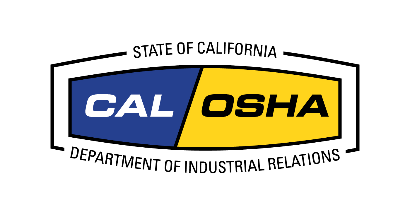 STATE OF CALIFORNIA
CAL OSHA
DEPARTMENT OF INDUSTRIAL RELATIONS